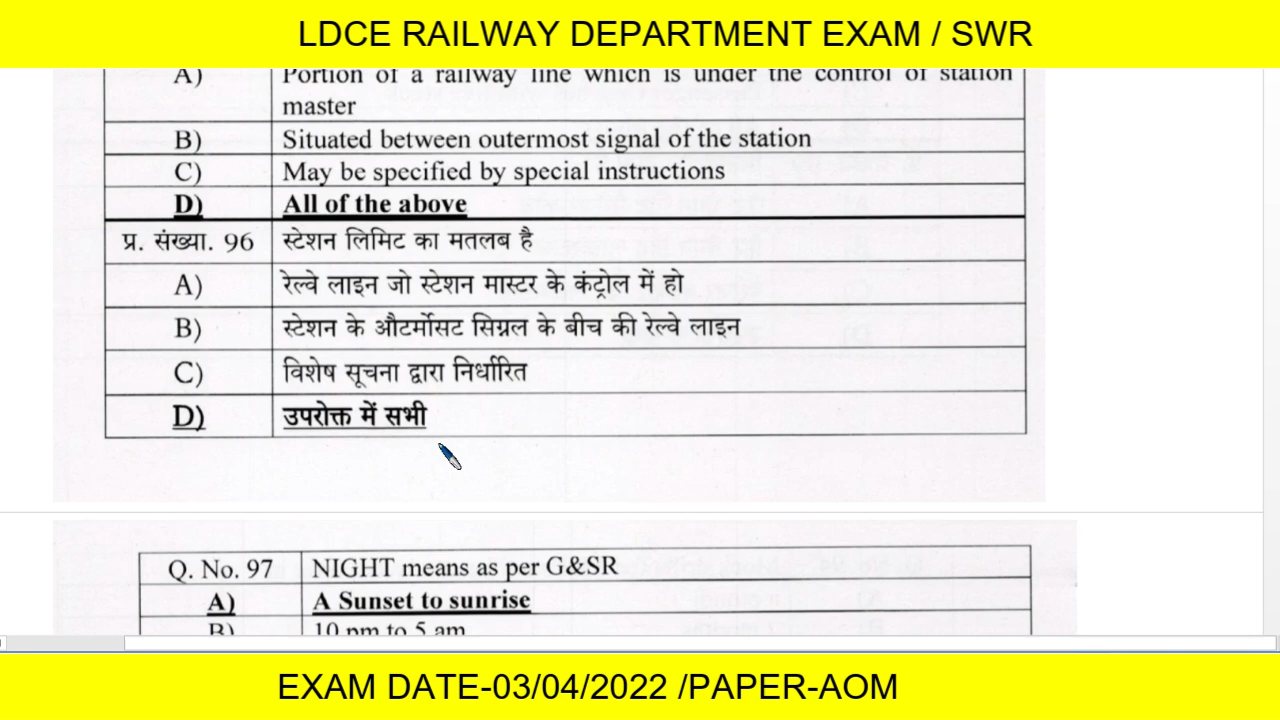 LDCE RAILWAY DEPARTMENT EXAM / SWR
A) Portion of a railway line which is under the control of station
master
B) Situated between outermost signal of the station
C) May be specified by special instructions
D) All of the above
प्र. संख्या. 96 स्टेशन लिमिट का मतलब है
A) रेल्वे लाइन जो स्टेशन मास्टर के कंट्रोल में हो
B) स्टेशन के औटर्मोसट सिग्नल के बीच की रेल्वे लाइन
C) विशेष सूचना द्वारा निर्धारित
D) उपरोक्त में सभी
Q. No. 97 NIGHT means as per G&SR
A) A Sunset to sunrise
B) 10 pm to 5 am
EXAM DATE-03/04/2022 /PAPER-AOM